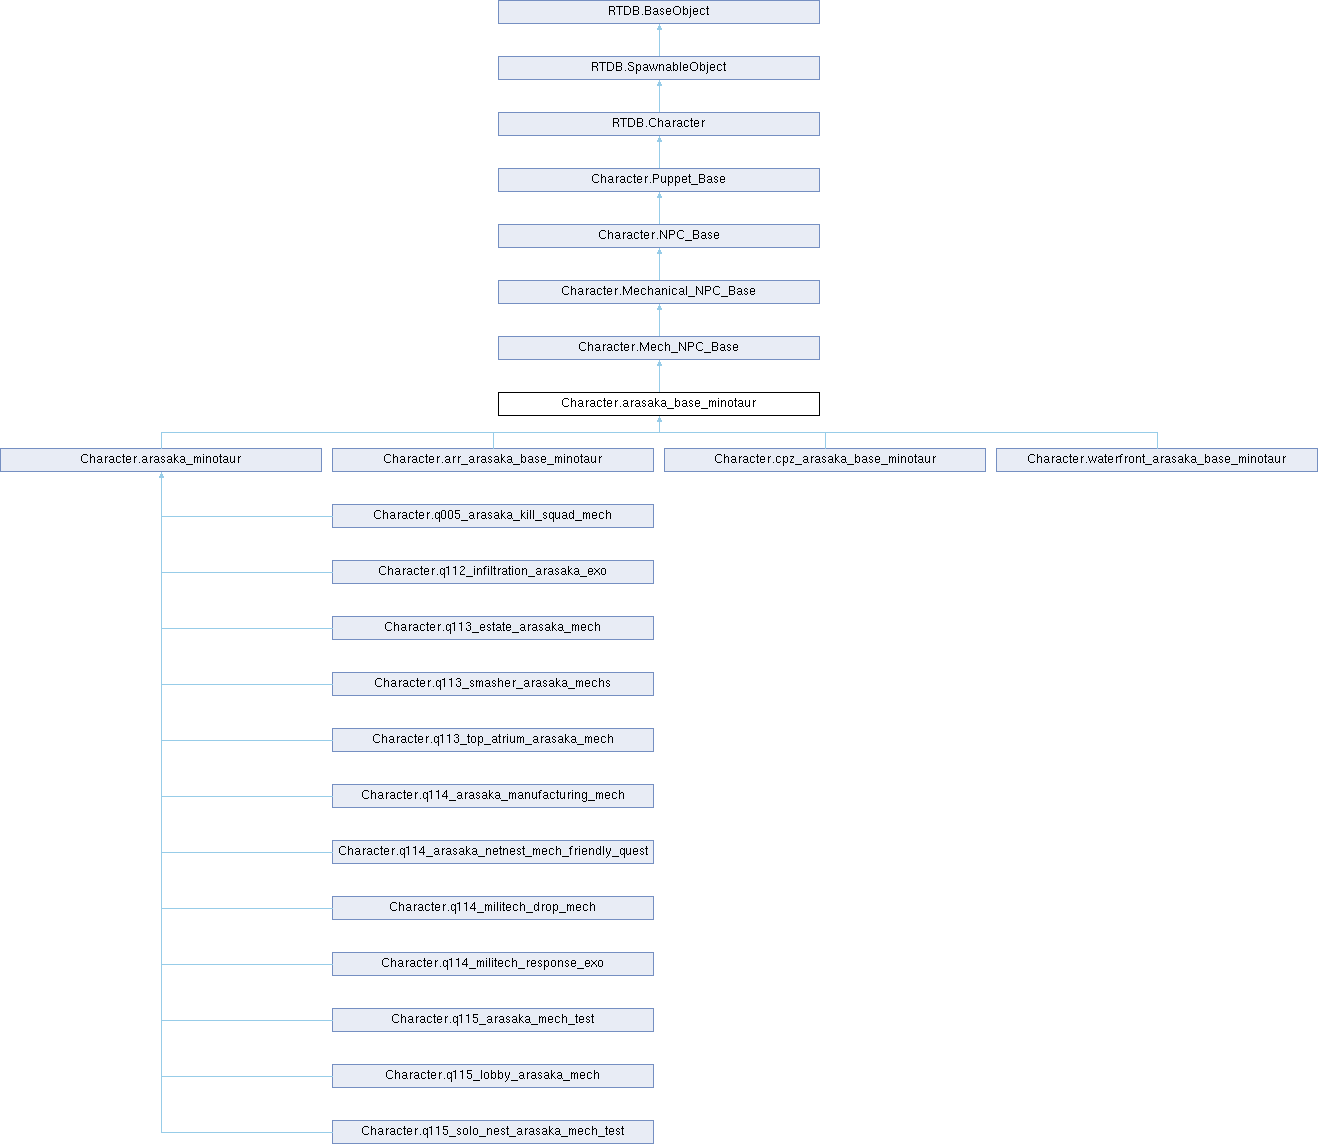 RTDB.BaseObject
RTDB.SpawnableObject
RTDB.Character
Character.Puppet_Base
Character.NPC_Base
Character.Mechanical_NPC_Base
Character.Mech_NPC_Base
Character.arasaka_base_minotaur
Character.arasaka_minotaur
Character.arr_arasaka_base_minotaur
Character.cpz_arasaka_base_minotaur
Character.waterfront_arasaka_base_minotaur
Character.q005_arasaka_kill_squad_mech
Character.q112_infiltration_arasaka_exo
Character.q113_estate_arasaka_mech
Character.q113_smasher_arasaka_mechs
Character.q113_top_atrium_arasaka_mech
Character.q114_arasaka_manufacturing_mech
Character.q114_arasaka_netnest_mech_friendly_quest
Character.q114_militech_drop_mech
Character.q114_militech_response_exo
Character.q115_arasaka_mech_test
Character.q115_lobby_arasaka_mech
Character.q115_solo_nest_arasaka_mech_test